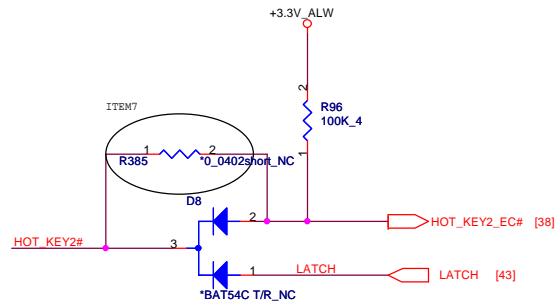 +3.3V_ALW
ITEM7
2
R96
100K_4
1
1
2
R385
*0_0402short_NC
D8
2
HOT_KEY2_EC# [38]
HOT_KEY2#
3
1
LATCH
LATCH [43]
*BAT54C T/R_NC